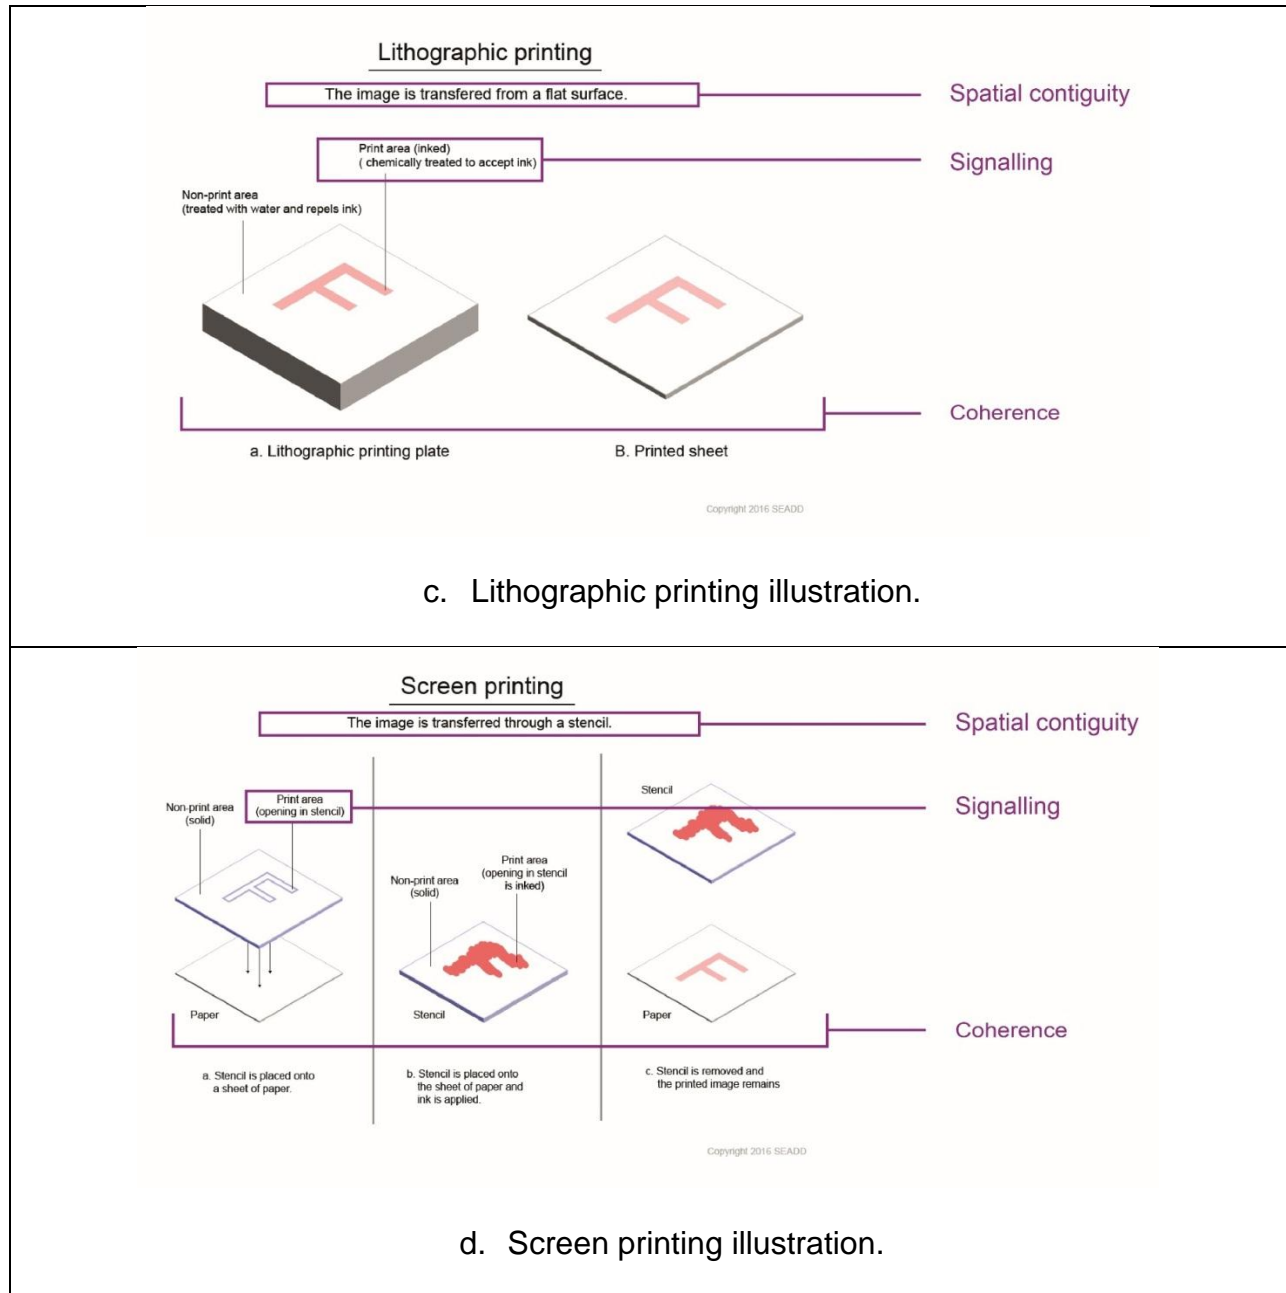 Lithographic printing
The image is transfered from a flat surface.
Spatial contiguity
Print area (inked)
( chemically treated to accept ink)
Signalling
Non-print area
(treated with water and repels ink)
F
F
Coherence
a. Lithographic printing plate
B. Printed sheet
Copyright 2016 SEADD
c. Lithographic printing illustration.
Screen printing
The image is transferred through a stencil.
Spatial contiguity
Non-print area
(solid)
Print area
(opening in stencil)
Signalling
F
Paper
Non-print area
(solid)
Print area
(opening in stencil
is inked)
F
Stencil
Stencil
F
F
Paper
Coherence
a. Stencil is placed onto
a sheet of paper.
b. Stencil is placed onto
the sheet of paper and
ink is applied.
c. Stencil is removed and
the printed image remains
Copyright 2016 SEADD
d. Screen printing illustration.